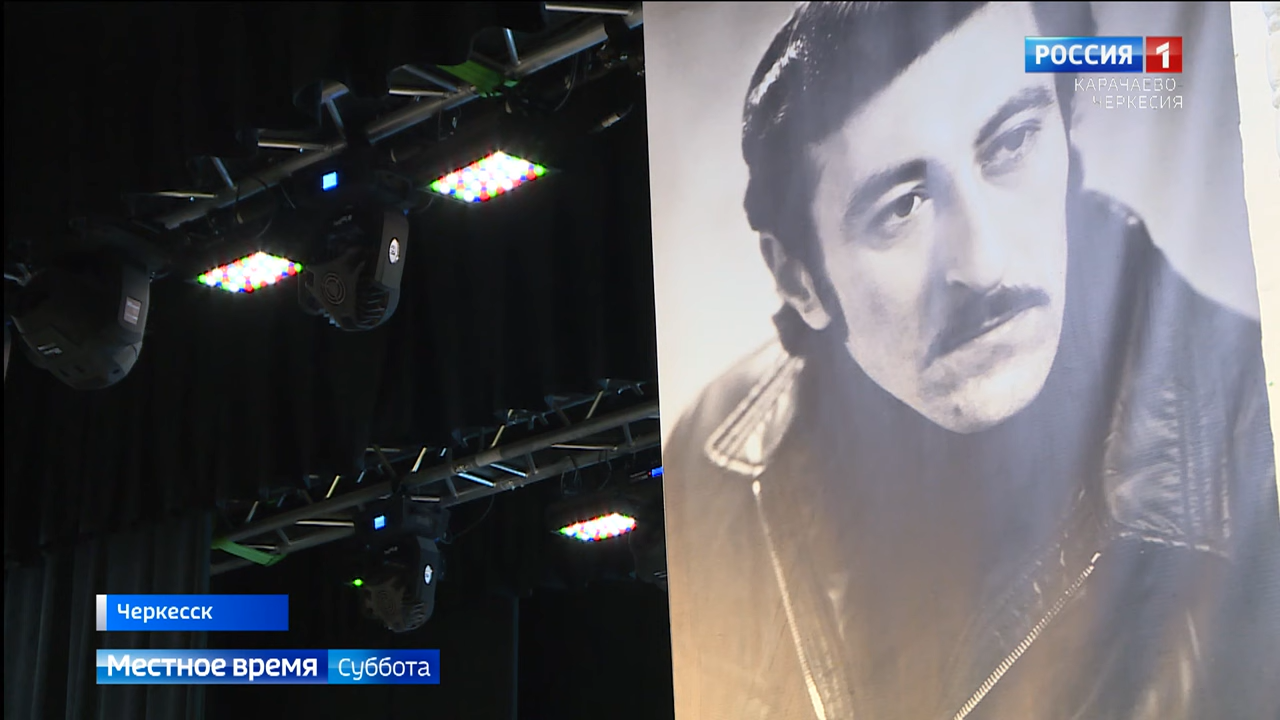 РОССИЯ 1
КАРАЧАЕВО-
ЧЕРКЕСИЯ
Черкесск
Местное время Суббота